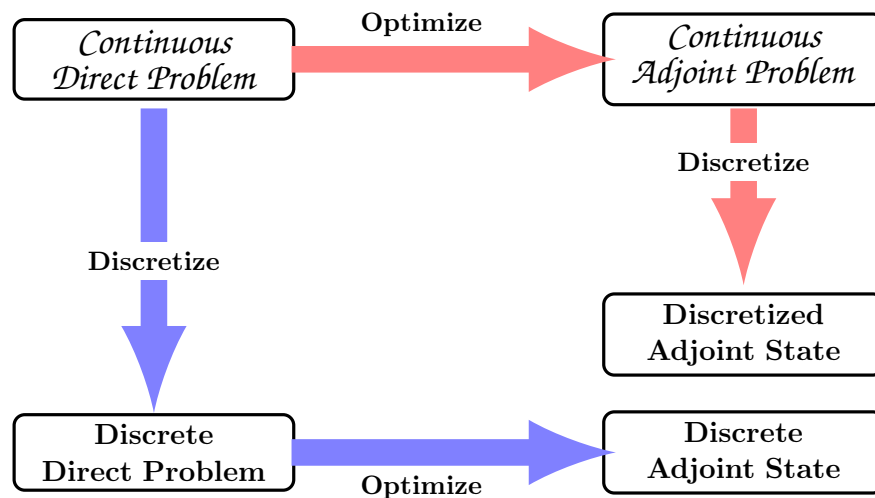 Optimize
Continuous
Direct Problem
Continuous
Adjoint Problem
Discretize
Discretize
Discretized
Adjoint State
Discrete
Direct Problem
Optimize
Discrete
Adjoint State